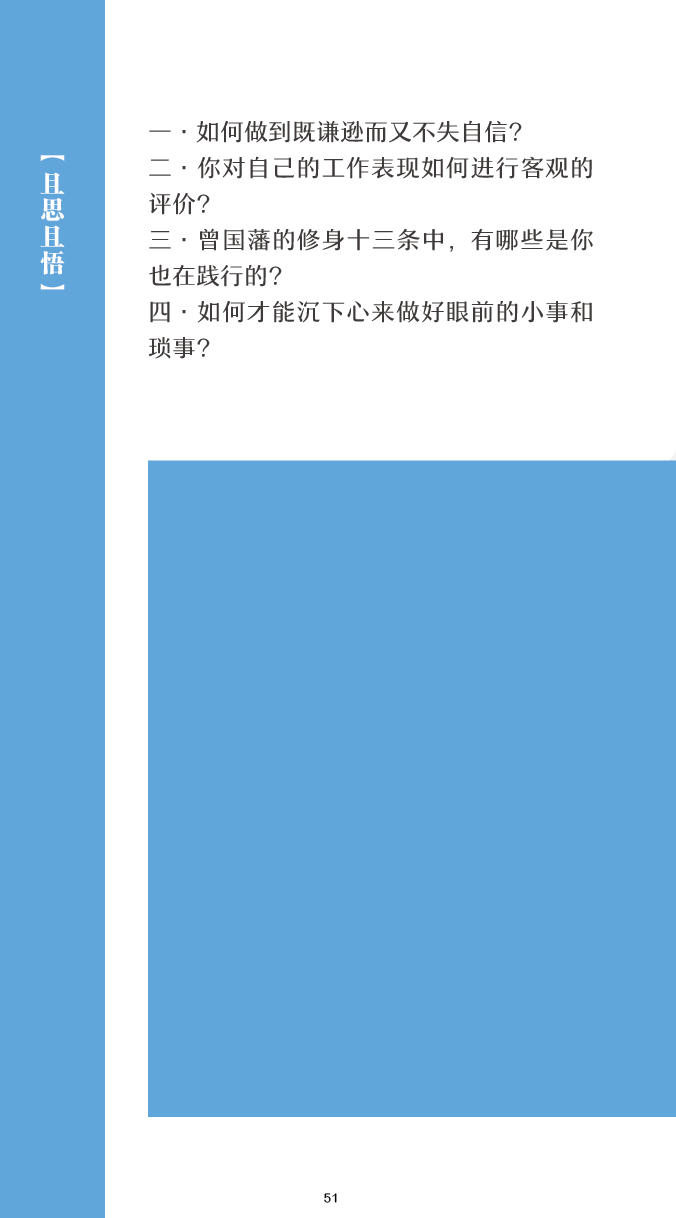 【且思且悟】
一·如何做到既谦逊而又不失自信？
二·你对自己的工作表现如何进行客观的
评价？
三·曾国藩的修身十三条中，有哪些是你
也在践行的？
四·如何才能沉下心来做好眼前的小事和
琐事？
51